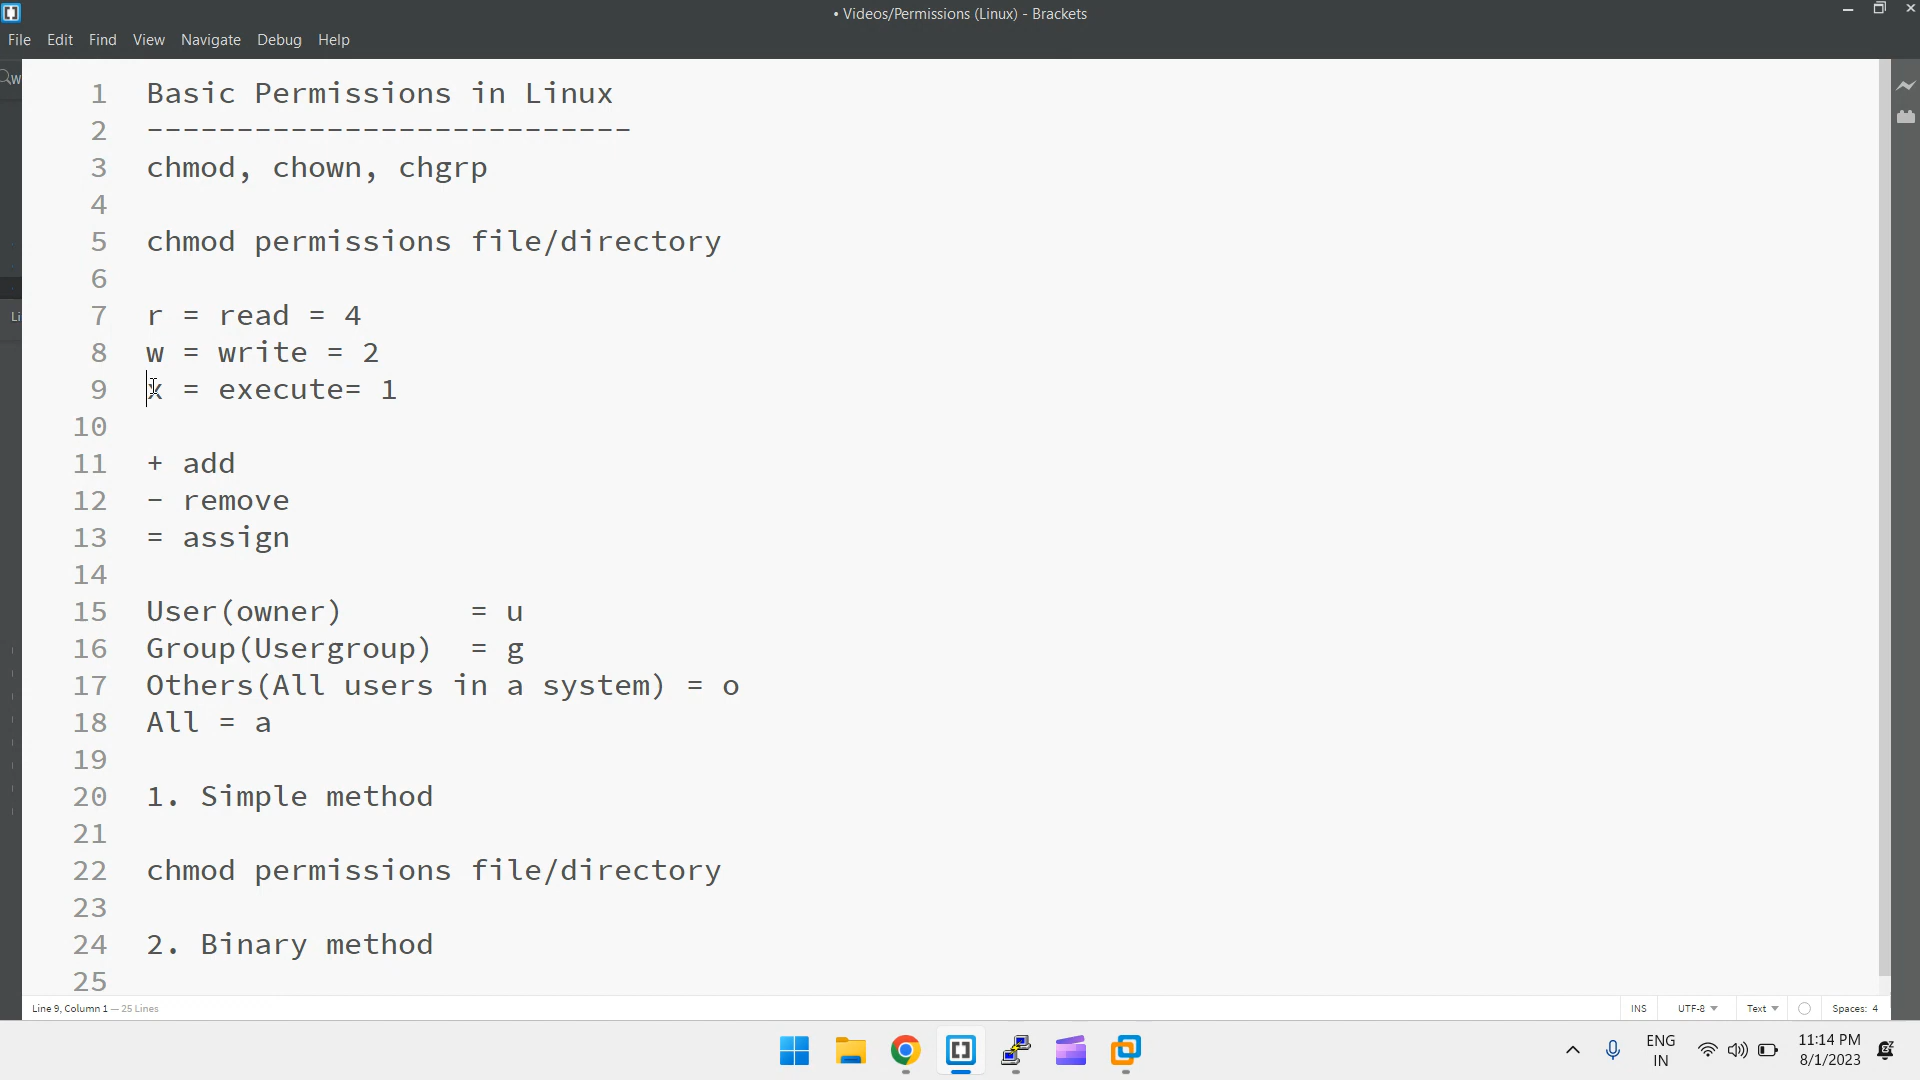 • Videos/Permissions (Linux) - Brackets
File Edit Find View Navigate Debug Help
1 Basic Permissions in Linux
2 ---------------------------
3 chmod, chown, chgrp
4
5 chmod permissions file/directory
6
7 r = read = 4
8 w = write = 2
9 x = execute= 1
10
11 + add
12 - remove
13 = assign
14
15 User(owner) = u
16 Group(Usergroup) = g
17 Others(All users in a system) = o
18 All = a
19
20 1. Simple method
21
22 chmod permissions file/directory
23
24 2. Binary method
25
Line 9, Column 1 — 25 Lines
INS UTF-8 Text Spaces: 4
ENG
IN
11:14 PM
8/1/2023